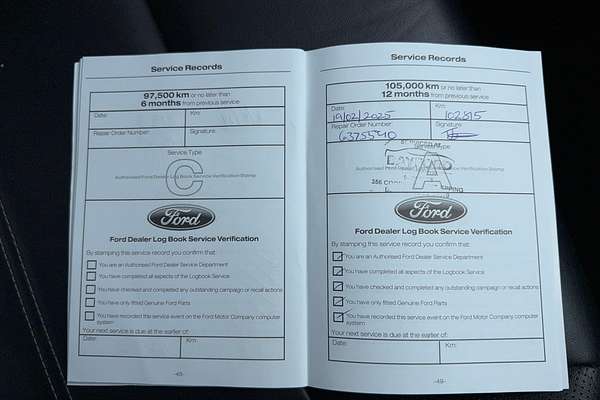 Service Records
97,500 km or no later than
6 months from previous service
Date:
Km:
Repair Order Number:
Signature:
Service Type
C
Authorised Ford Dealer Log Book Service Verification Stamp
Ford
Ford Dealer Log Book Service Verification
By stamping this service record you confirm that:
You are an Authorised Ford Dealer Service Department
You have completed all aspects of the Logbook Service
You have checked and completed any outstanding campaign or recall actions
You have only fitted Genuine Ford Parts
You have recorded this service event on the Ford Motor Company computer
system
Your next service is due at the earlier of:
Date:
Km:
Service Records
105,000 km or no later than
12 months from previous service
Date:
Km:
19/02/2025
102815
Repair Order Number:
Signature:
Service Type
A
Authorised Ford Dealer Log Book Service Verification Stamp
Ford
Ford Dealer Log Book Service Verification
By stamping this service record you confirm that:
You are an Authorised Ford Dealer Service Department
You have completed all aspects of the Logbook Service
You have checked and completed any outstanding campaign or recall actions
You have only fitted Genuine Ford Parts
You have recorded this service event on the Ford Motor Company computer
system
Your next service is due at the earlier of:
Date:
Km:
-49-